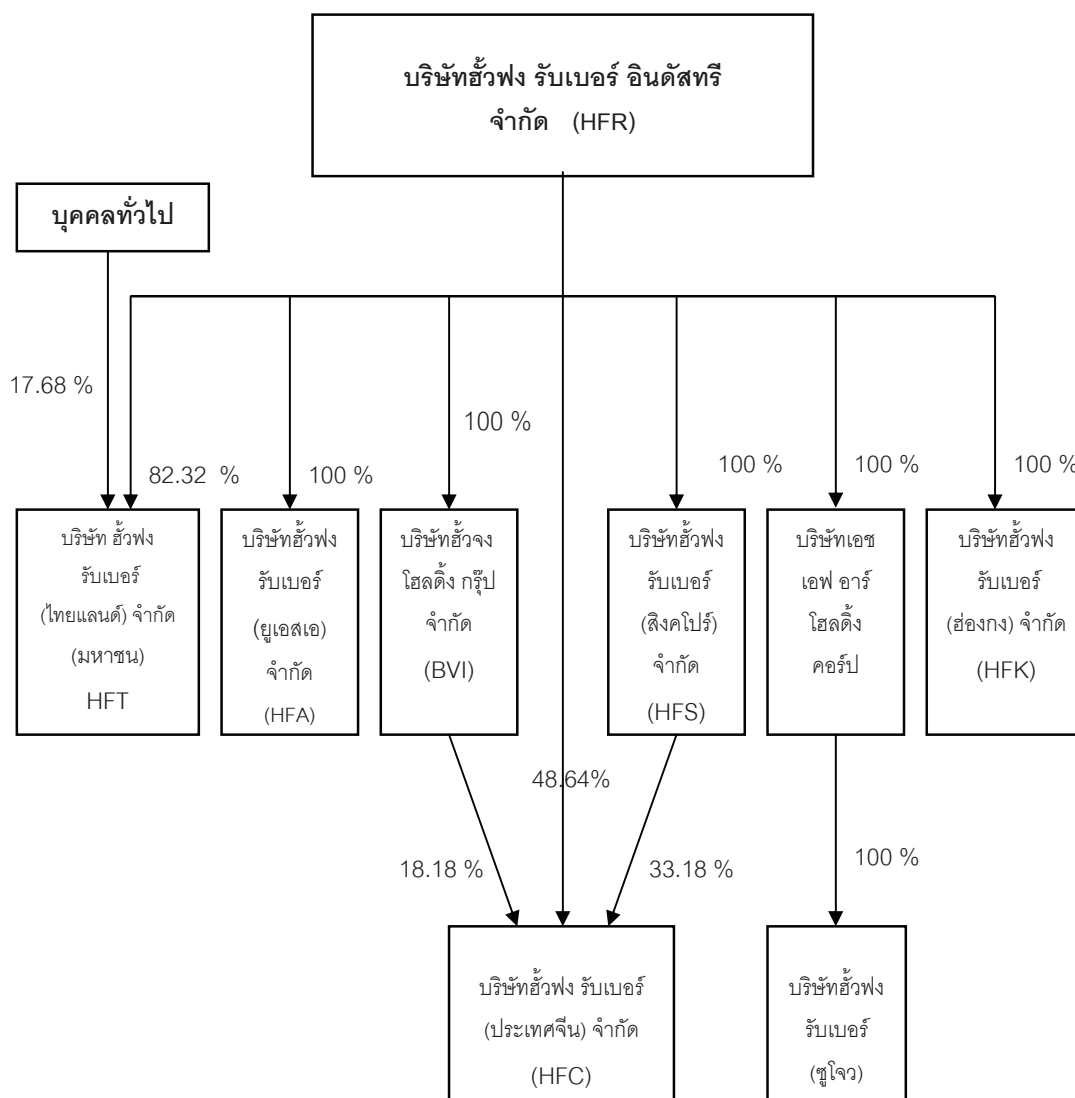 บริษัทฮั้วฟง รับเบอร์ อินดัสทรี
จำกัด (HFR)
บุคคลทั่วไป
17.68 %
82.32 %
100 %
100 %
100 %
100 %
100 %
บริษัท ฮั้วฟง
รับเบอร์
(ไทยแลนด์) จำกัด
(มหาชน)
HFT
บริษัทฮั้วฟง
รับเบอร์
(ยูเอสเอ)
จำกัด
(HFA)
บริษัทฮั้วจง
โฮลดิ้ง กรุ๊ป
จำกัด
(BVI)
บริษัทฮั้วฟง
รับเบอร์
(สิงคโปร์)
จำกัด
(HFS)
บริษัทเอช
เอฟ อาร์
โฮลดิ้ง
คอร์ป
บริษัทฮั้วฟง
รับเบอร์
(ฮ่องกง) จำกัด
(HFK)
48.64%
18.18 %
33.18 %
100 %
บริษัทฮั้วฟง รับเบอร์
(ประเทศจีน) จำกัด
(HFC)
บริษัทฮั้วฟง
รับเบอร์
(ซูโจว)